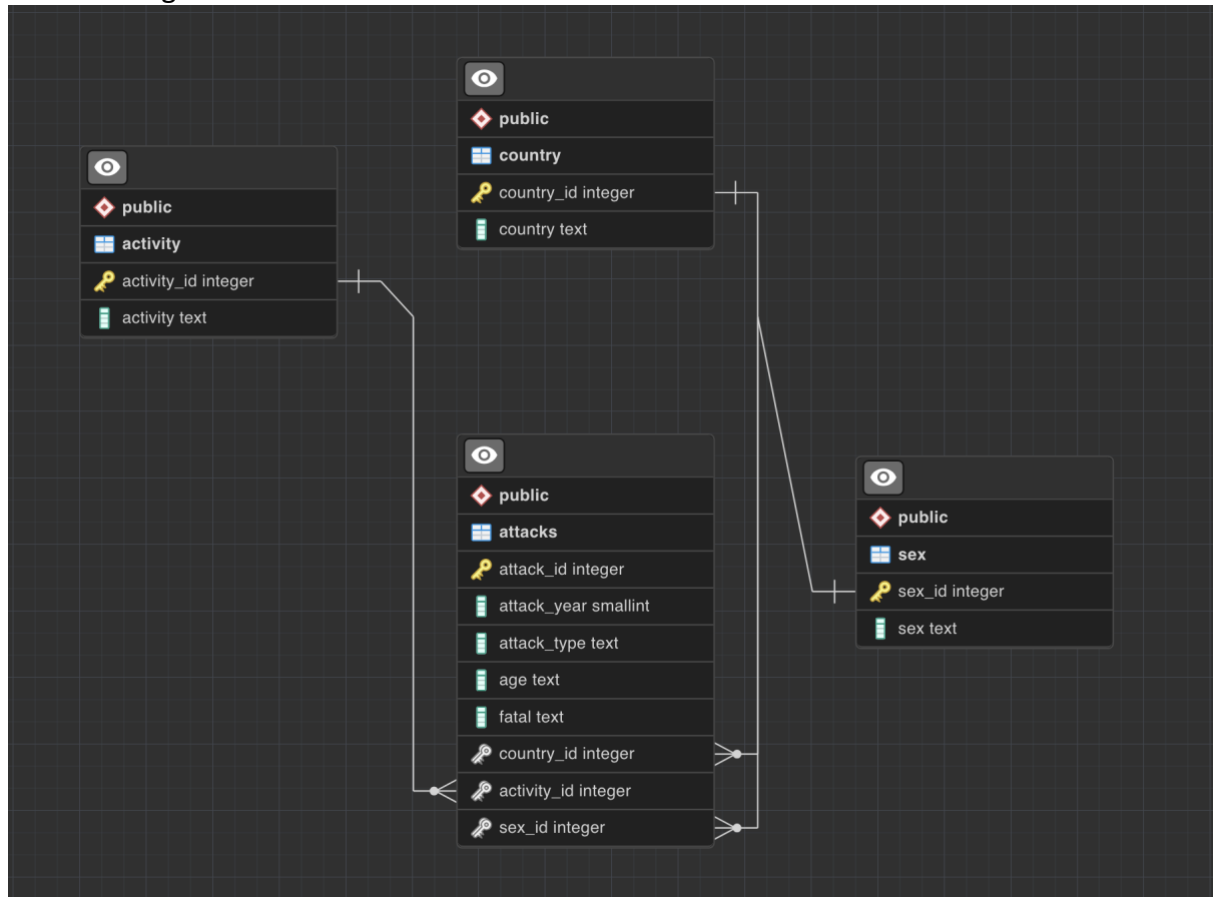 public
country
country_id integer
country text
public
activity
activity_id integer
activity text
public
attacks
attack_id integer
attack_year smallint
attack_type text
age text
fatal text
country_id integer
activity_id integer
sex_id integer
public
sex
sex_id integer
sex text